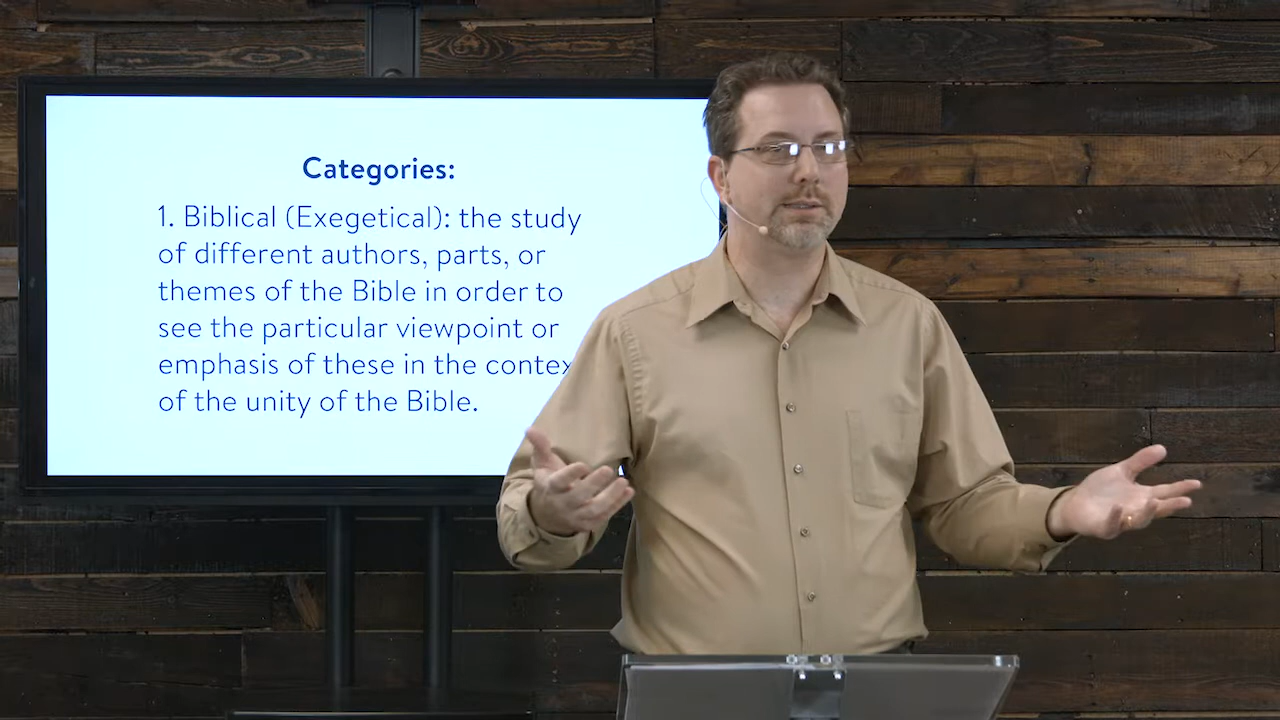 Categories:
1. Biblical (Exegetical): the study
of different authors, parts, or
themes of the Bible in order to
see the particular viewpoint or
emphasis of these in the contex
of the unity of the Bible.